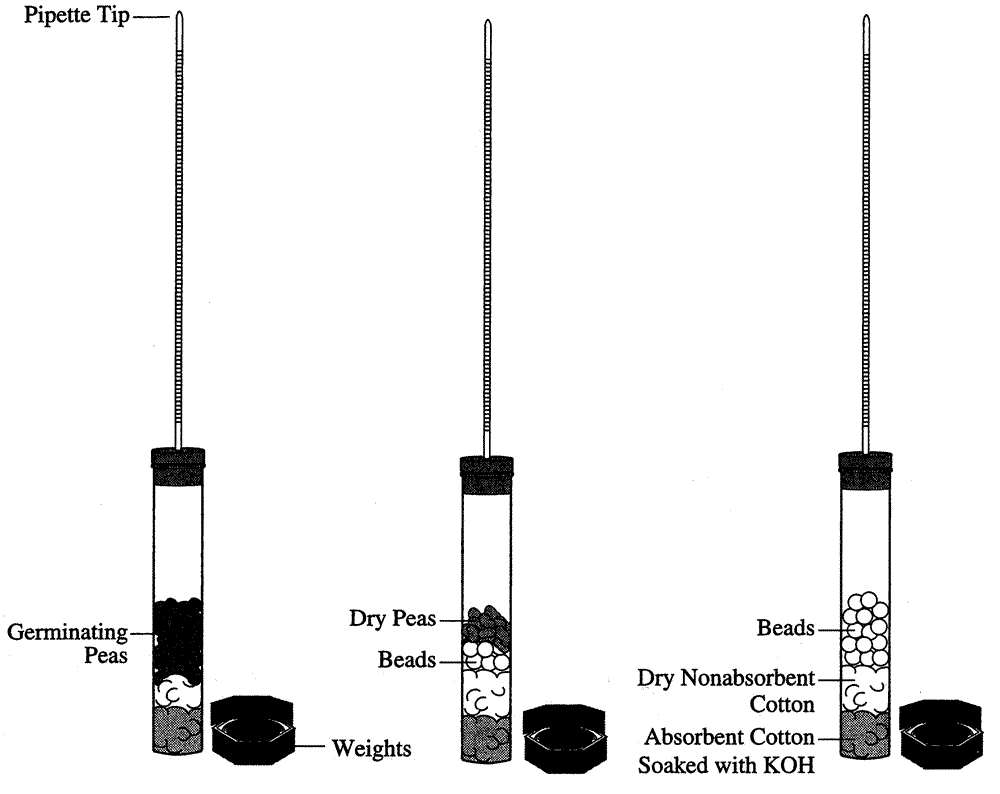 Pipette Tip
Germinating
Peas
Weights
Dry Peas
Beads
Beads
Dry Nonabsorbent
Cotton
Absorbent Cotton
Soaked with KOH